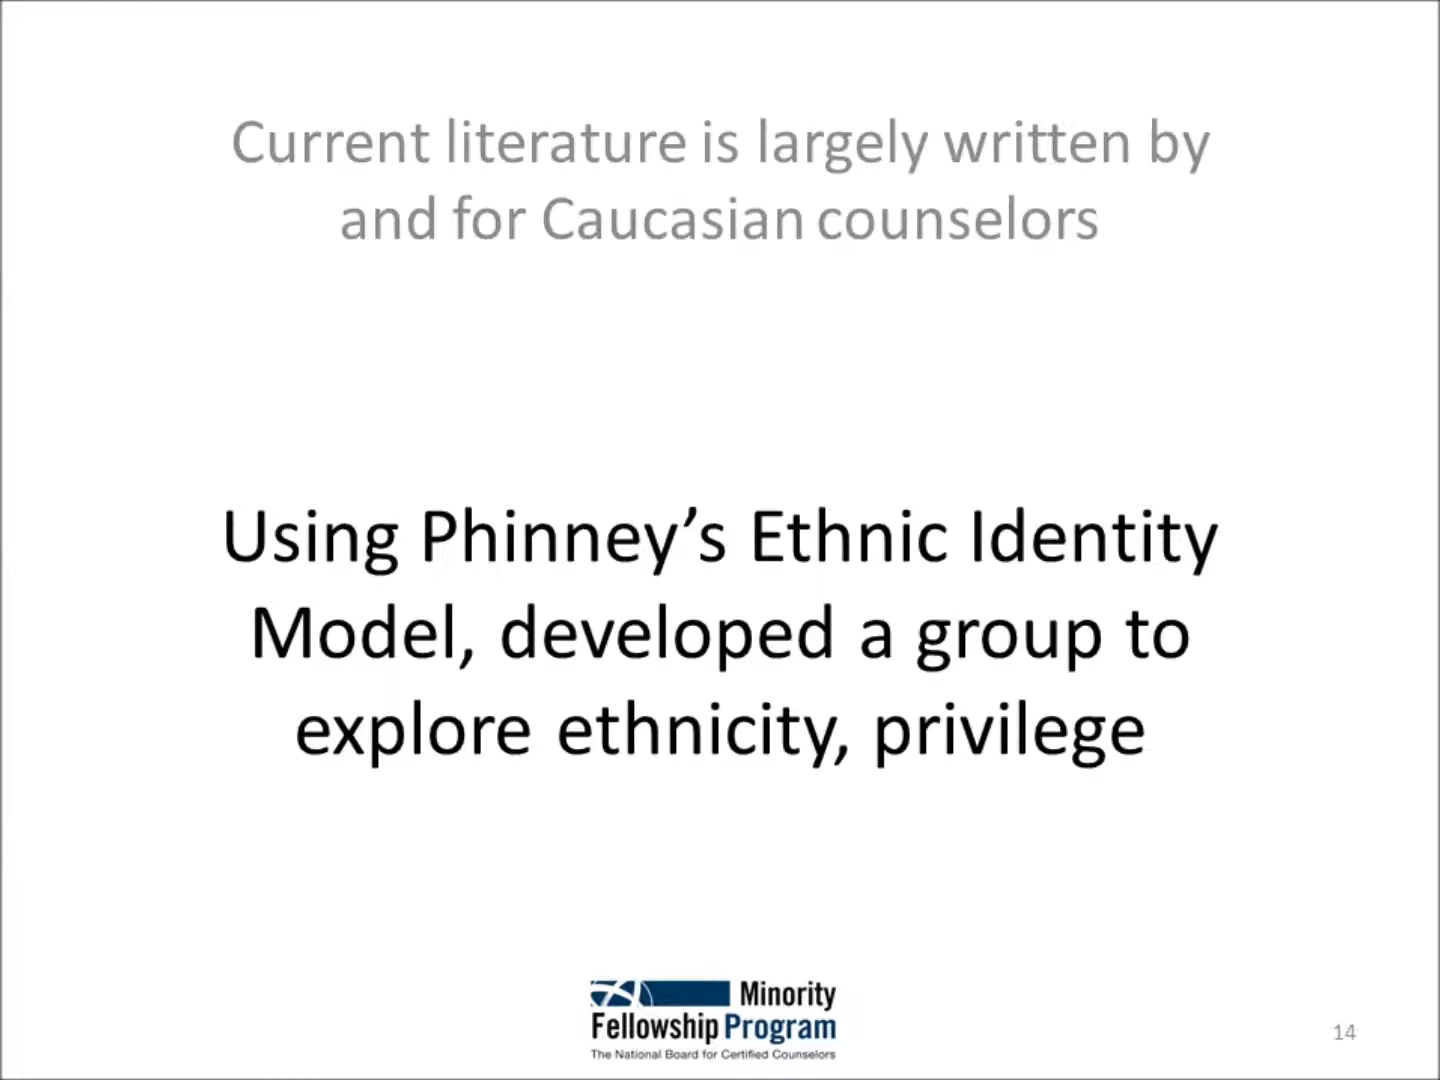 Current literature is largely written by
and for Caucasian counselors
Using Phinney’s Ethnic Identity
Model, developed a group to
explore ethnicity, privilege
Minority
Fellowship Program
The National Board for Certified Counselors
14